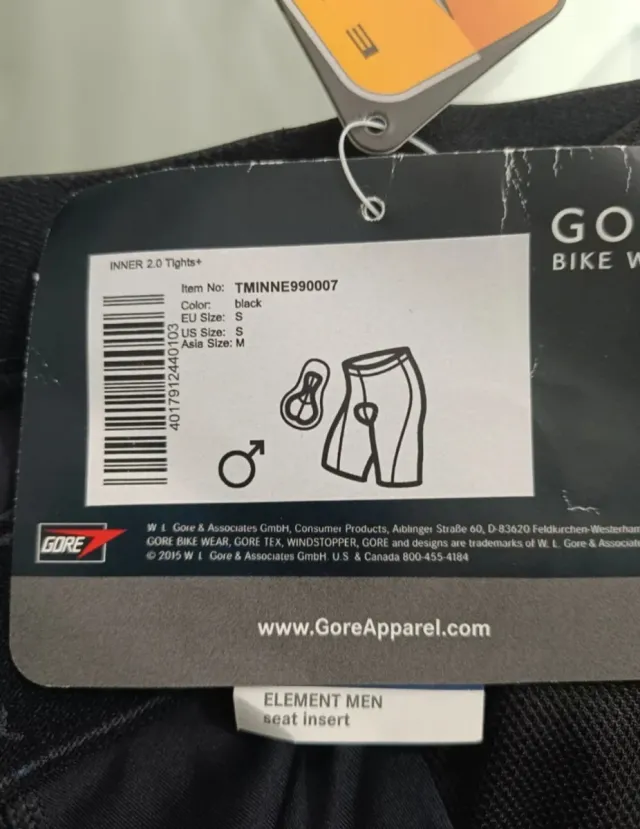 GO
BIKE W
INNER 2.0 Tights+
Item No: TMINNE990007
Color: black
EU Size: S
US Size: S
Asia Size: M
4017912440103
GORE
W. L. Gore & Associates GmbH, Consumer Products, Aiblinger Straße 60, D-83620 Feldkirchen-Westerham
GORE BIKE WEAR, GORE TEX, WINDSTOPPER, GORE and designs are trademarks of W. L. Gore & Associate
© 2015 W. L. Gore & Associates GmbH U.S. & Canada 800-455-4184
www.GoreApparel.com
ELEMENT MEN
seat insert